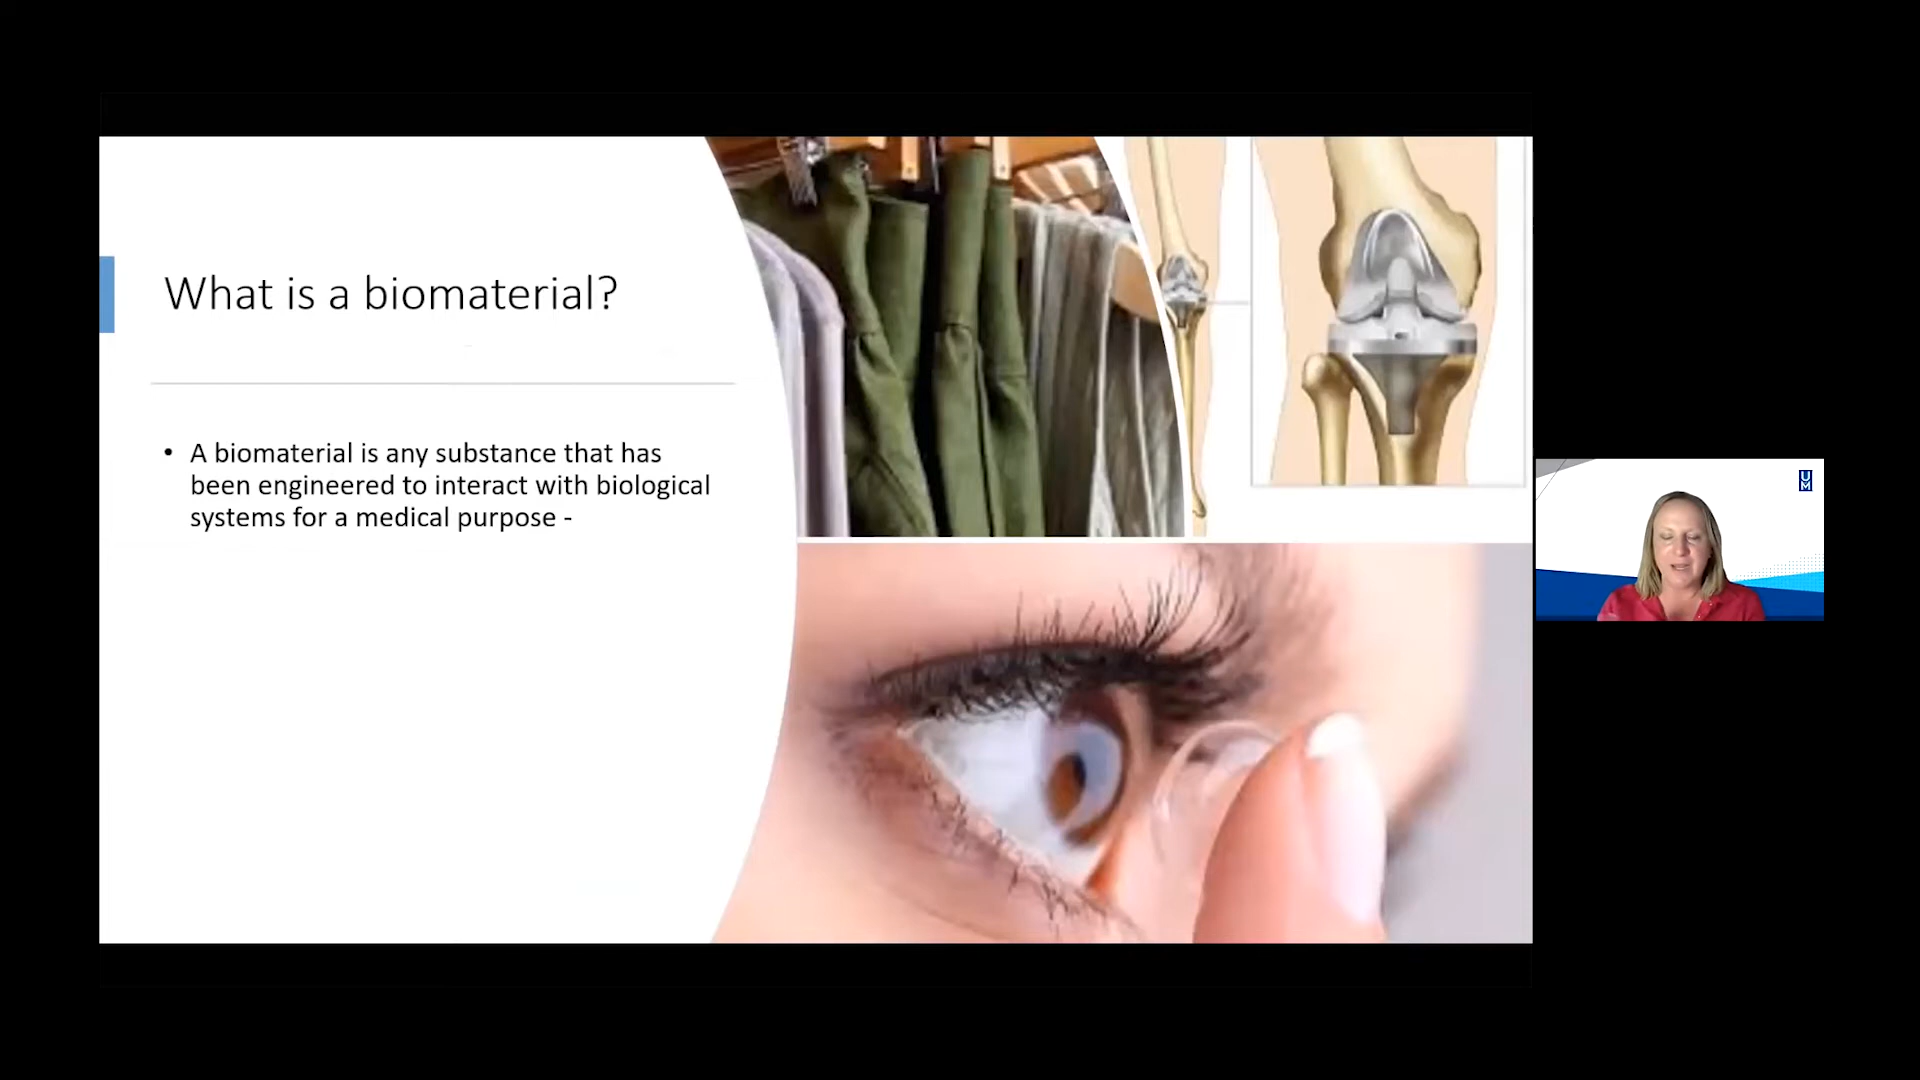 What is a biomaterial?
• A biomaterial is any substance that has
been engineered to interact with biological
systems for a medical purpose -
UM